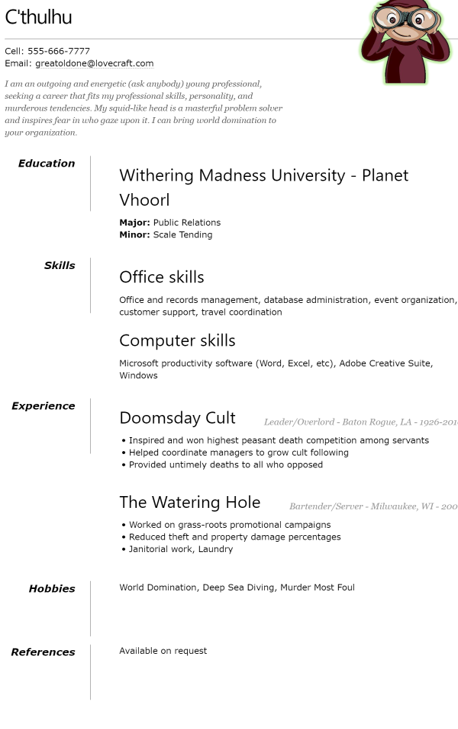 C'thulhu
Cell: 555-666-7777
Email: greatoldone@lovecraft.com
I am an outgoing and energetic (ask anybody) young professional,
seeking a career that fits my professional skills, personality, and
murderous tendencies. My squid-like head is a masterful problem solver
and inspires fear in who gaze upon it. I can bring world domination to
your organization.
Education
Withering Madness University - Planet
Vhoorl
Major: Public Relations
Minor: Scale Tending
Skills
Office skills
Office and records management, database administration, event organization,
customer support, travel coordination
Computer skills
Microsoft productivity software (Word, Excel, etc), Adobe Creative Suite,
Windows
Experience
Doomsday Cult Leader/Overlord - Baton Rogue, LA - 1926-201
• Inspired and won highest peasant death competition among servants
• Helped coordinate managers to grow cult following
• Provided untimely deaths to all who opposed
The Watering Hole Bartender/Server - Milwaukee, WI - 200
• Worked on grass-roots promotional campaigns
• Reduced theft and property damage percentages
• Janitorial work, Laundry
Hobbies World Domination, Deep Sea Diving, Murder Most Foul
References Available on request